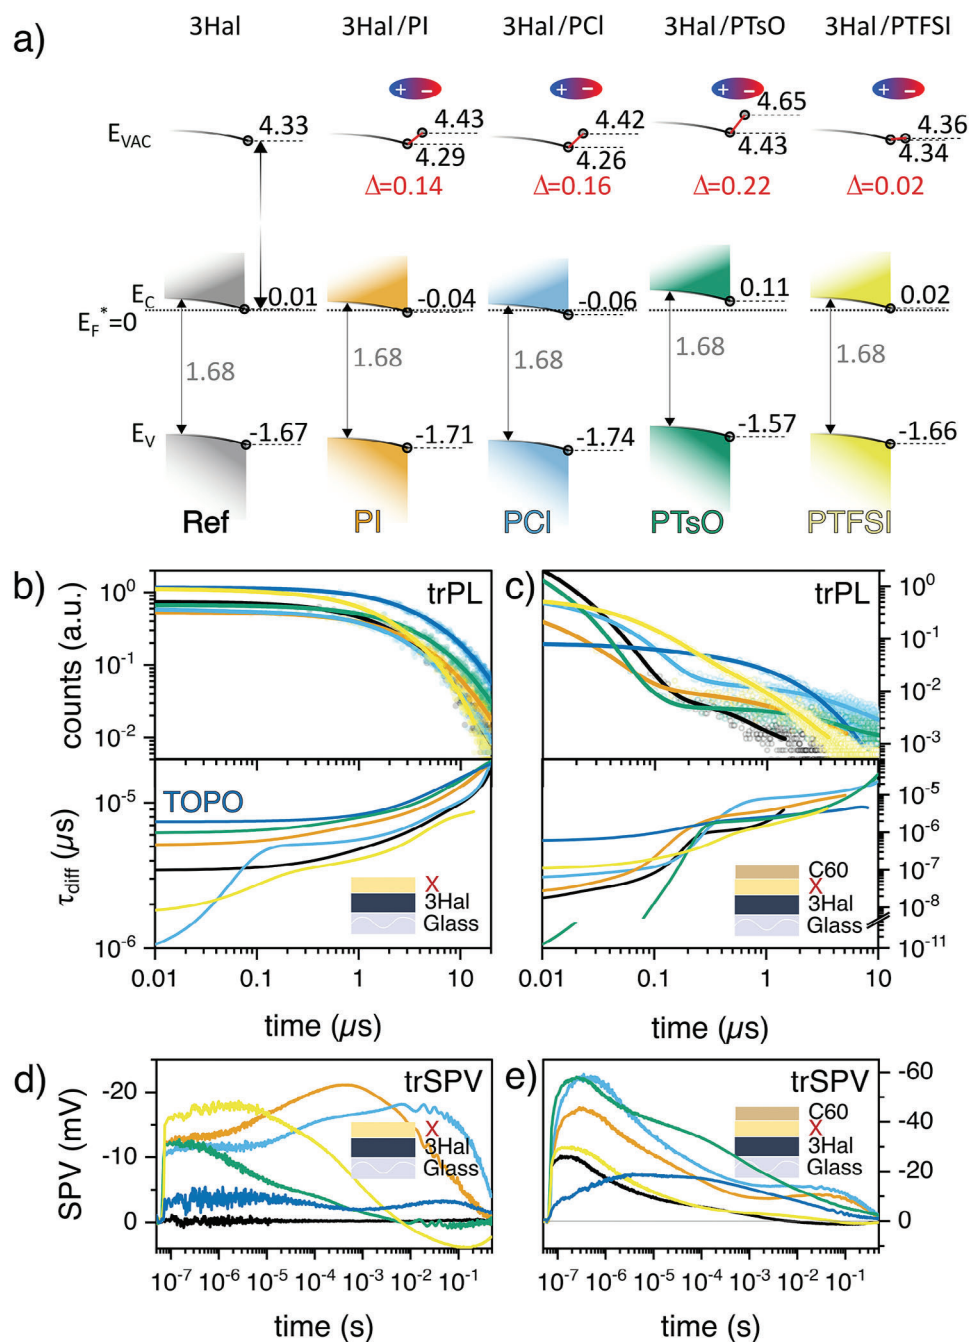 a)
3Hal 3Hal/PI 3Hal/PCl 3Hal/PTsO 3Hal/PTFSI
+ − + − + − + −
E_VAC 4.33 4.43 4.42 4.65 4.36
4.29 4.26 4.43 4.34
Δ=0.14 Δ=0.16 Δ=0.22 Δ=0.02
E_C 0.01 -0.04 -0.06 0.11 0.02
E_F*=0
1.68 1.68 1.68 1.68 1.68
E_V -1.67 -1.71 -1.74 -1.57 -1.66
Ref PI PCl PTsO PTFSI
b) trPL
counts (a.u.)
10^0
10^-1
10^-2
TOPO
τ_diff (µs)
10^-5
10^-6
X
3Hal
Glass
0.01 0.1 1 10
time (µs)
c) trPL
10^0
10^-1
10^-2
10^-3
10^-5
10^-6
10^-7
10^-8
10^-11
C60
X
3Hal
Glass
0.01 0.1 1 10
time (µs)
d) trSPV
SPV (mV)
-20
-10
0
X
3Hal
Glass
10^-7 10^-6 10^-5 10^-4 10^-3 10^-2 10^-1
time (s)
e) trSPV
-60
-40
-20
0
C60
X
3Hal
Glass
10^-7 10^-6 10^-5 10^-4 10^-3 10^-2 10^-1
time (s)